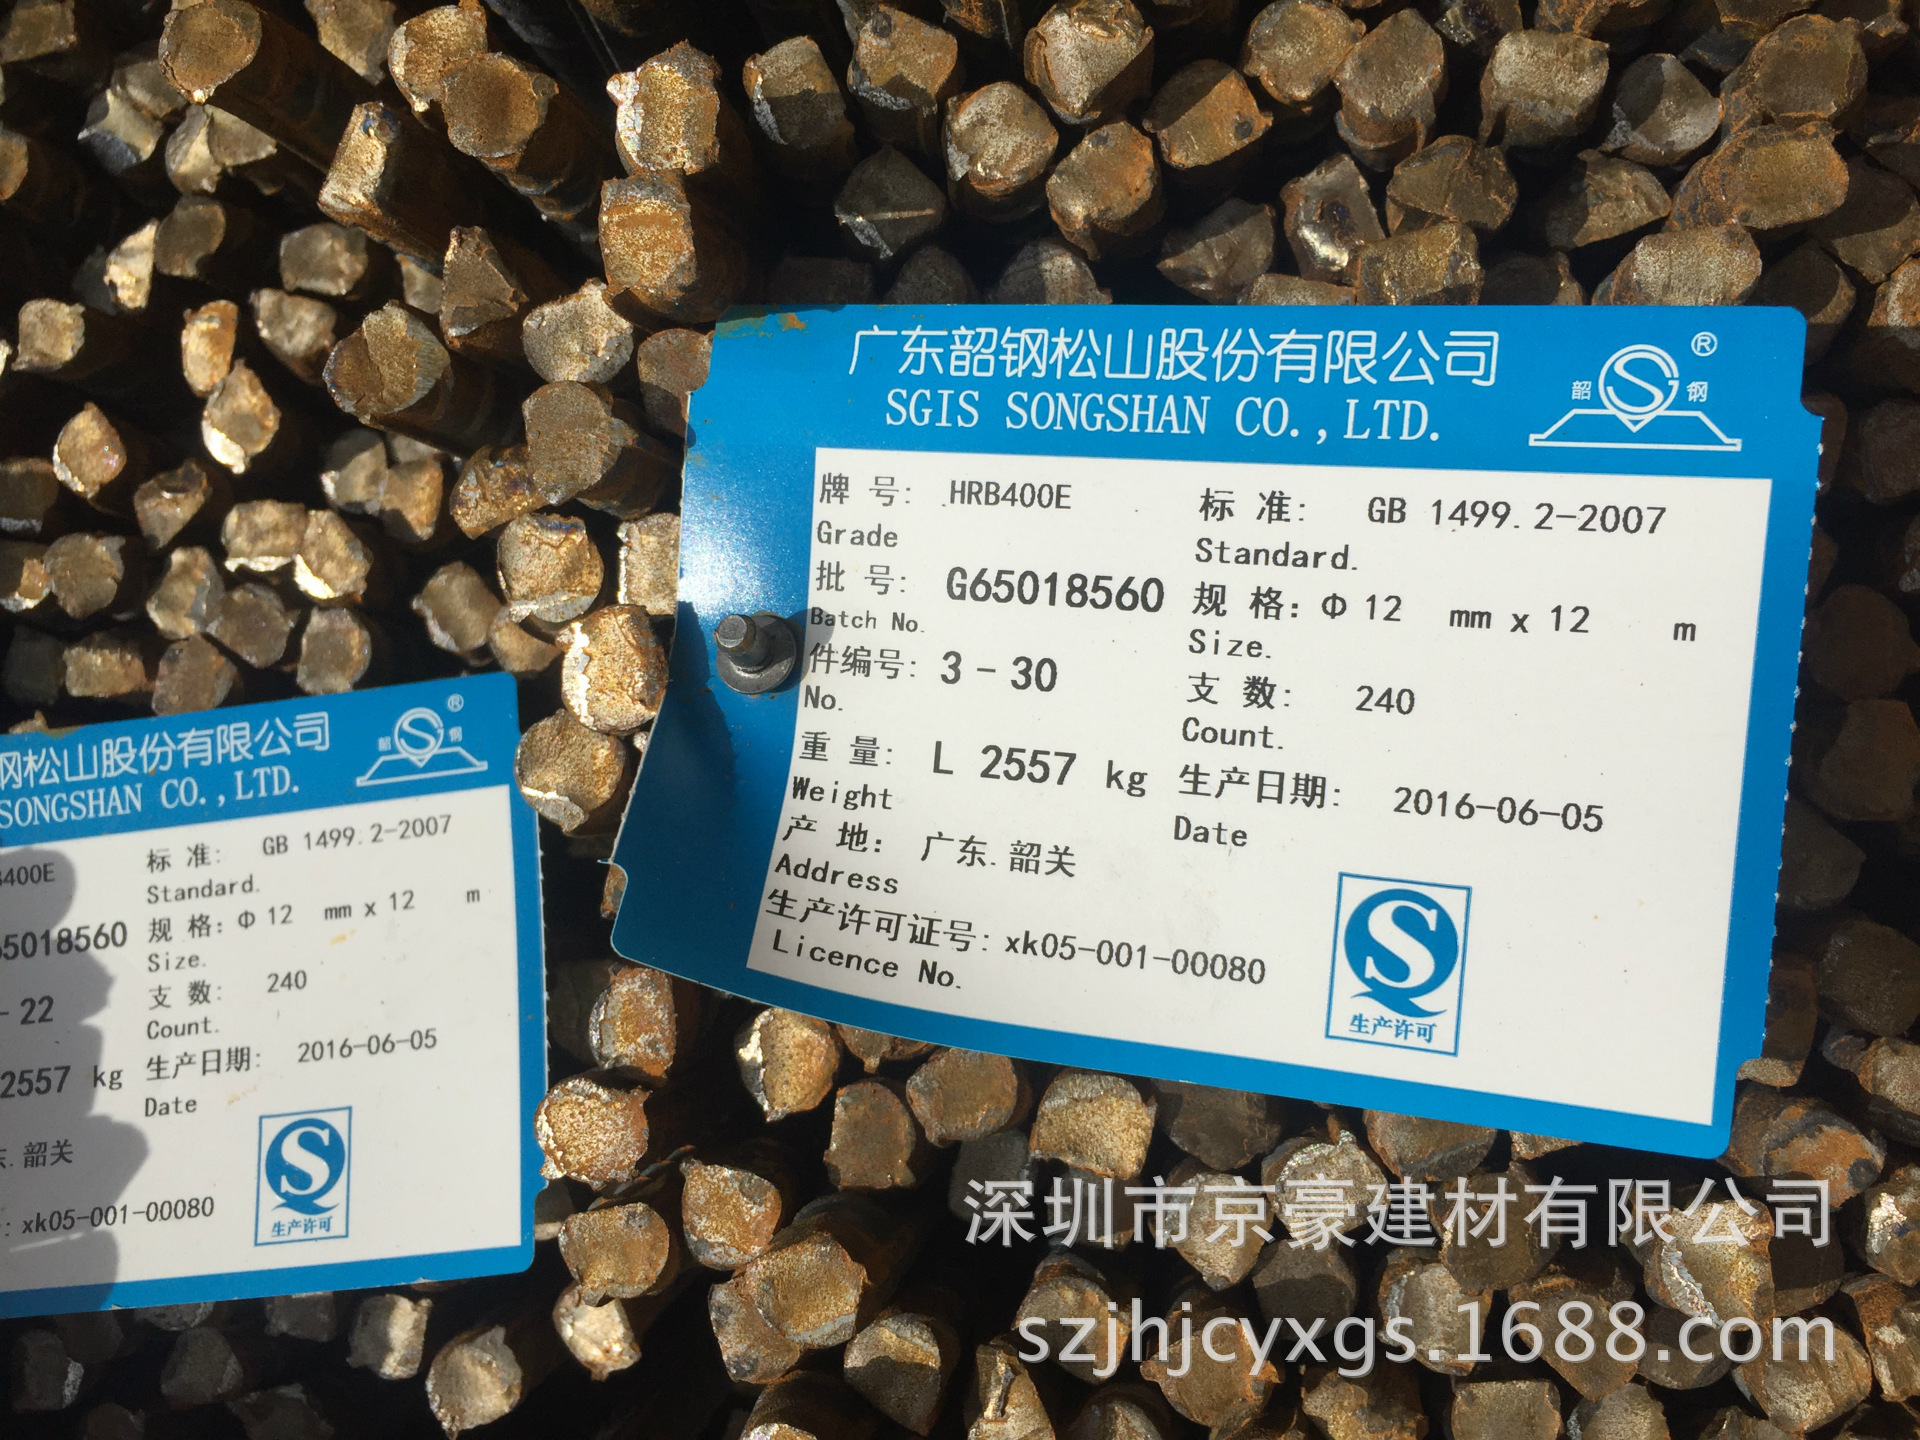 广东韶钢松山股份有限公司
SGIS SONGSHAN CO.,LTD.
韶 S 钢 ®
牌 号: HRB400E
Grade
批 号: G65018560
Batch No.
件编号: 3-30
No.
重 量: L 2557 kg
Weight
产 地: 广东.韶关
Address
生产许可证号: xk05-001-00080
Licence No.
标 准: GB 1499.2-2007
Standard.
规 格: Φ 12 mm x 12 m
Size.
支 数: 240
Count.
生产日期: 2016-06-05
Date
生产许可
钢松山股份有限公司
SONGSHAN CO.,LTD.
韶 S 钢 ®
B400E
65018560
- 22
2557 kg
东.韶关
: xk05-001-00080
标 准: GB 1499.2-2007
Standard.
规 格: Φ 12 mm x 12 m
Size.
支 数: 240
Count.
生产日期: 2016-06-05
Date
生产许可
深圳市京豪建材有限公司
szjhjcyxgs.1688.com